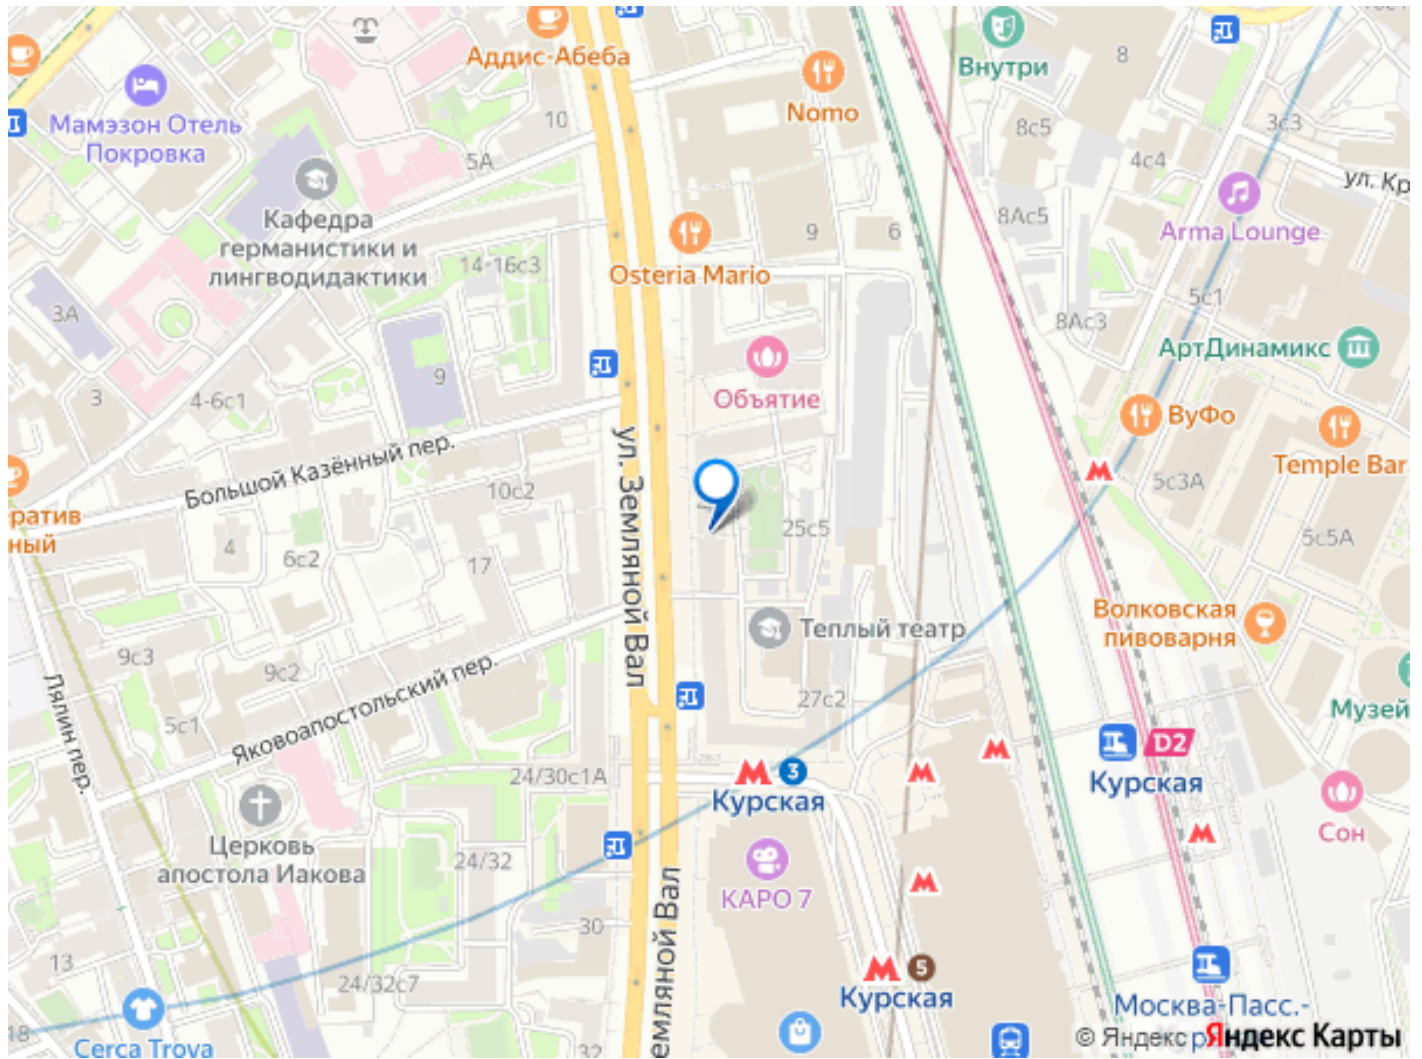 Аддис-Абеба
Внутри
8
Мамэзон Отель
Покровка
10
Nomo
8с5
3с3
5А
4с4
ул. Кр
Кафедра
германистики и
лингводидактики
14-16с3
Osteria Mario
9
6
8Ас5
Arma Lounge
3А
5с1
8Ас3
АртДинамикс
9
3
4-6с1
Объятие
ВуФо
ул. Земляной Вал
Большой Казённый пер.
Temple Bar
5с3А
10с2
ратив
ный
4
6с2
17
25с5
5с5А
Волковская
пивоварня
Теплый театр
9с3
9с2
Лялин пер.
5с1
Яковоапостольский пер.
27с2
Музей
D2
Курская
24/30с1А
3
Курская
Сон
Церковь
апостола Иакова
24/32
КАРО 7
емляной Вал
30
13
24/32с7
5
Курская
18
Москва-Пасс.-
Cerca Trova
32
© Яндекс
Яндекс Карты